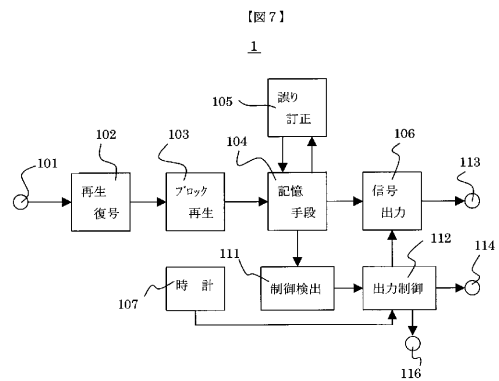 【図７】
1
105
誤り
訂正
101
102
再生
復号
103
ブロック
再生
104
記憶
手段
106
信号
出力
113
111
制御検出
112
出力制御
114
107
時計
116